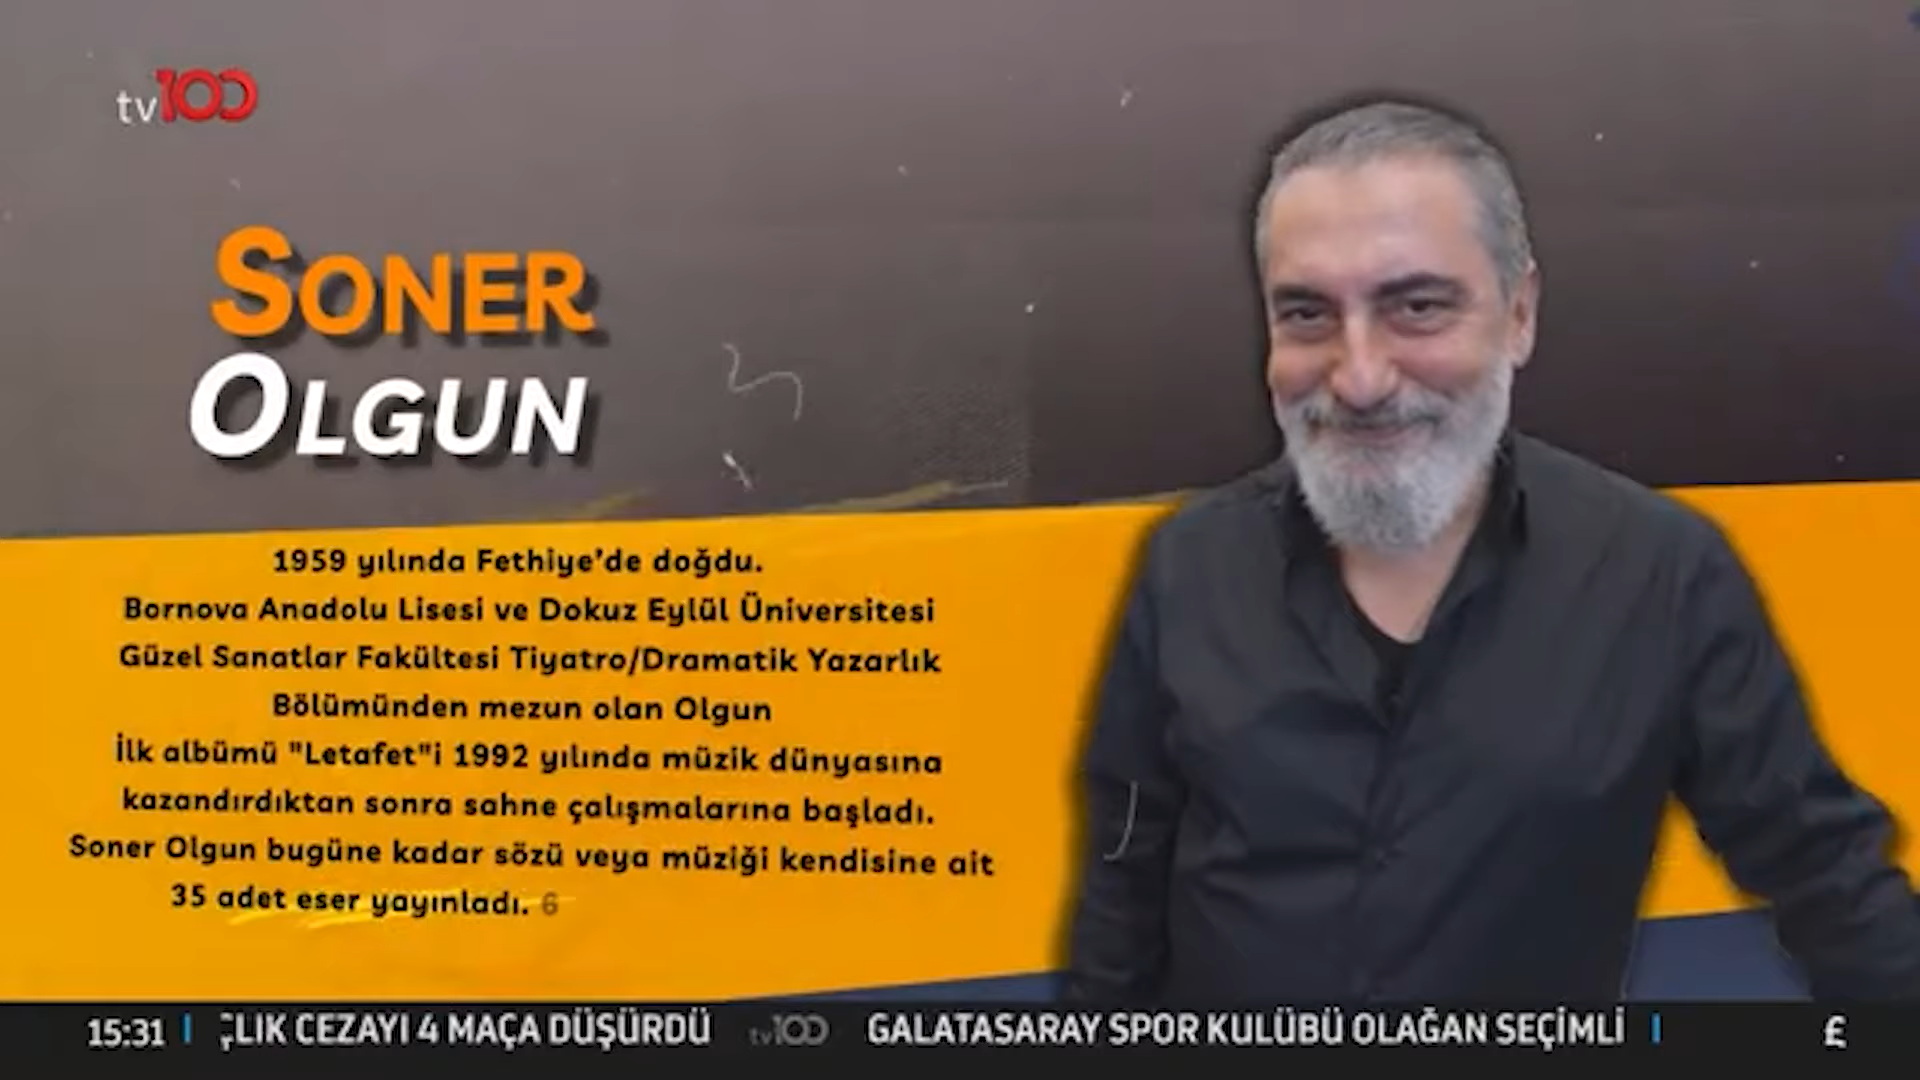 tv100
SONER
OLGUN
1959 yılında Fethiye'de doğdu.
Bornova Anadolu Lisesi ve Dokuz Eylül Üniversitesi
Güzel Sanatlar Fakültesi Tiyatro/Dramatik Yazarlık
Bölümünden mezun olan Olgun
İlk albümü "Letafet"i 1992 yılında müzik dünyasına
kazandırdıktan sonra sahne çalışmalarına başladı.
Soner Olgun bugüne kadar sözü veya müziği kendisine ait
35 adet eser yayınladı. 6
15:31 | ÇLIK CEZAYI 4 MAÇA DÜŞÜRDÜ tv100 GALATASARAY SPOR KULÜBÜ OLAĞAN SEÇİMLİ | £